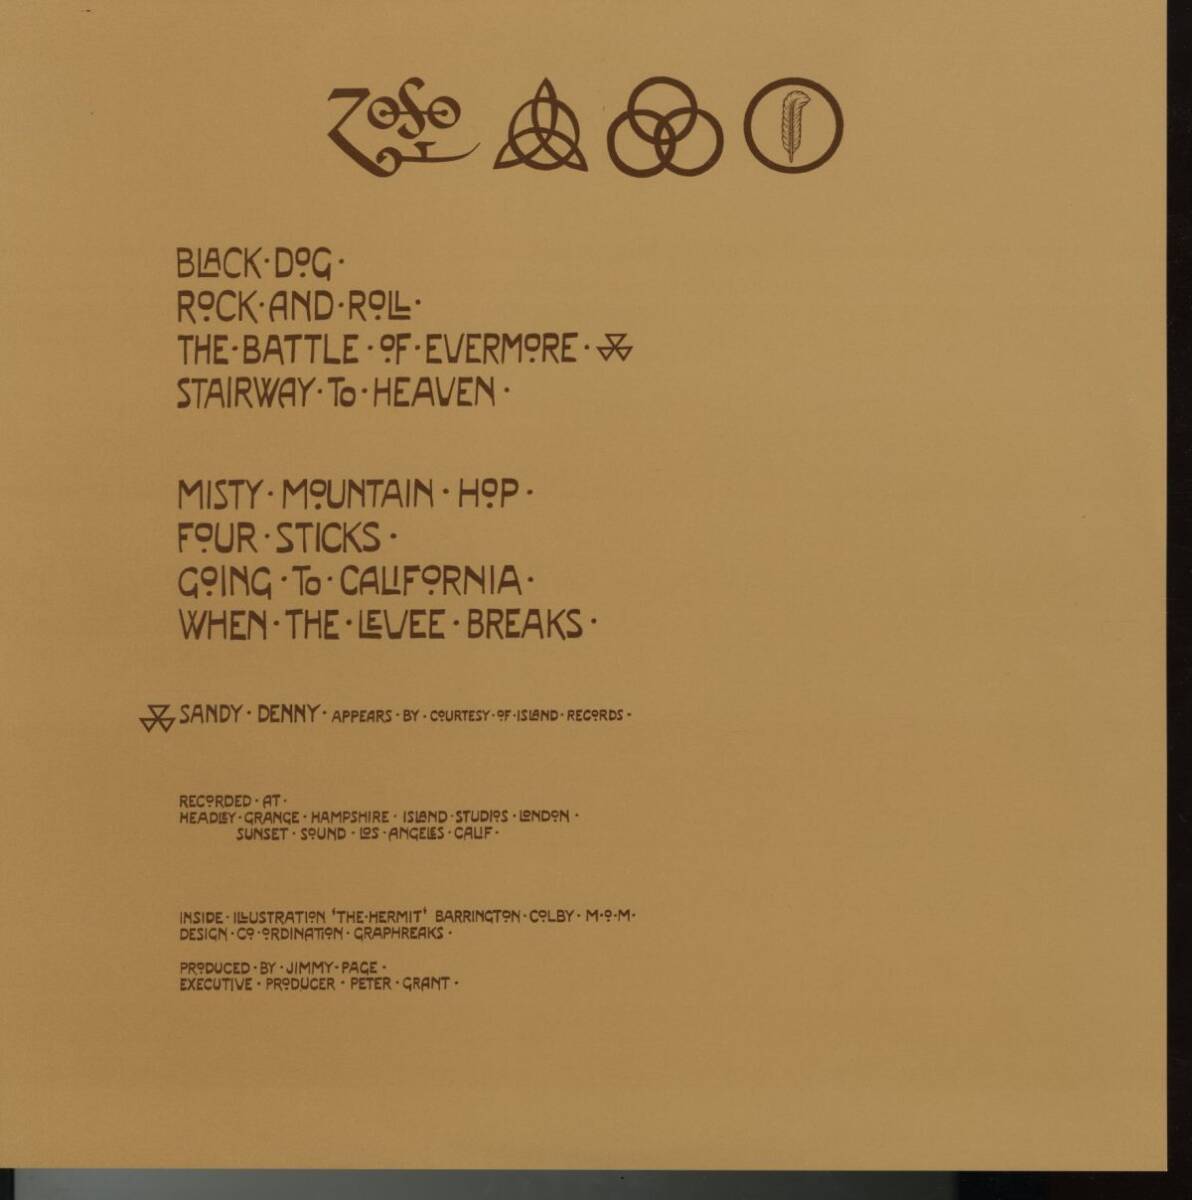 ZOSO
BLACK·DOG·
ROCK·AND·ROLL·
THE·BATTLE·OF·EVERMORE·
STAIRWAY·TO·HEAVEN·
MISTY·MOUNTAIN·HOP·
FOUR·STICKS·
GOING·TO·CALIFORNIA·
WHEN·THE·LEVEE·BREAKS·
SANDY·DENNY·APPEARS·BY·COURTESY·OF·ISLAND·RECORDS·
RECORDED·AT·
HEADLEY·GRANGE·HAMPSHIRE·ISLAND·STUDIOS·LONDON·
SUNSET·SOUND·LOS·ANGELES·CALIF·
INSIDE·ILLUSTRATION 'THE·HERMIT' BARRINGTON·COLBY·M·O·M·
DESIGN·CO·ORDINATION·GRAPHREAKS·
PRODUCED·BY·JIMMY·PAGE·
EXECUTIVE·PRODUCER·PETER·GRANT·